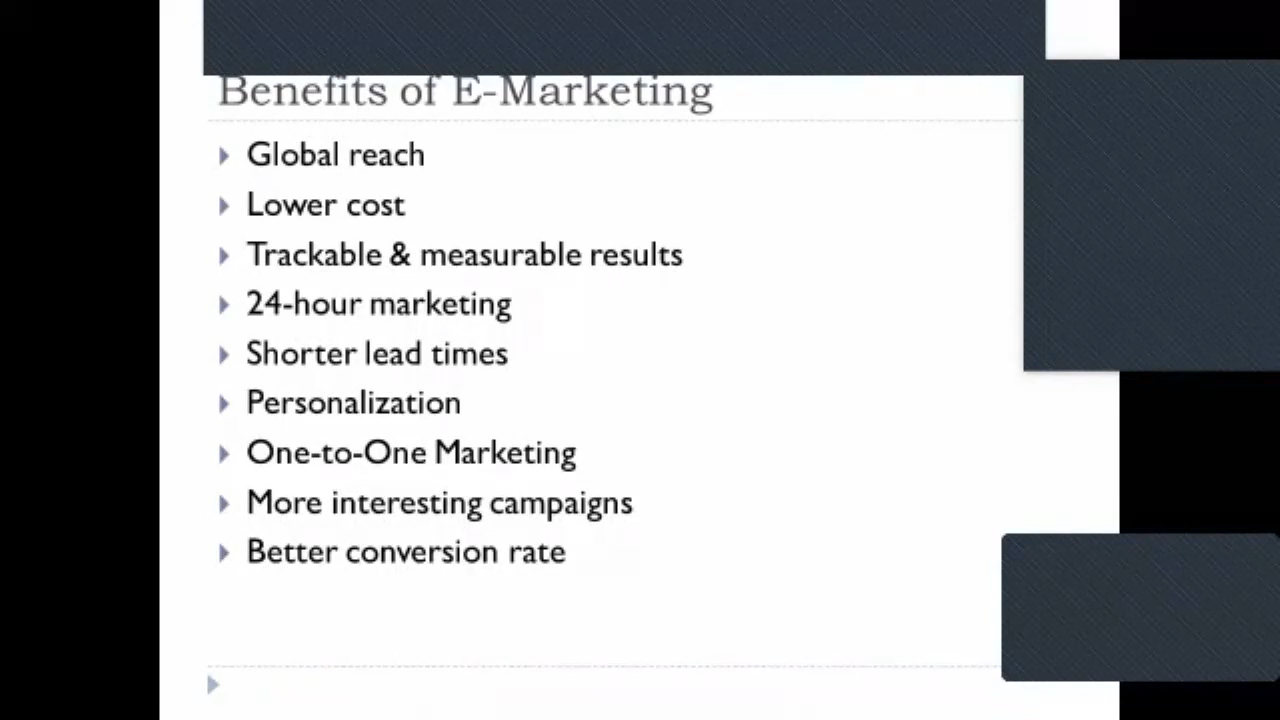 Benefits of E-Marketing
Global reach
Lower cost
Trackable & measurable results
24-hour marketing
Shorter lead times
Personalization
One-to-One Marketing
More interesting campaigns
Better conversion rate